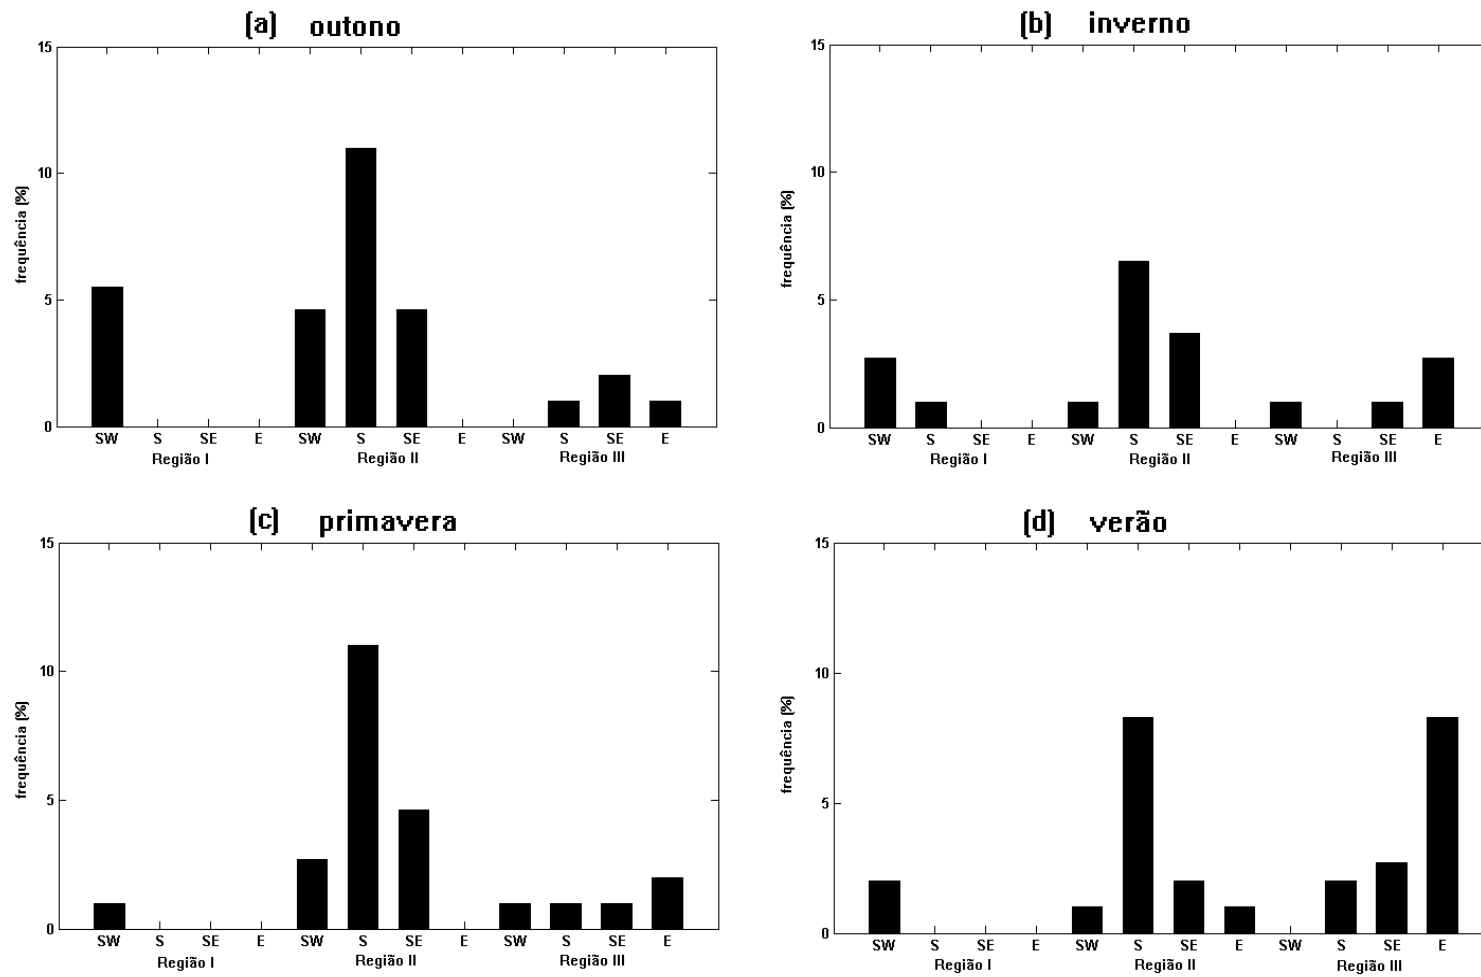 (a) outono
15
10
5
0
frequência (%)
SW S SE E SW S SE E SW S SE E
Região I Região II Região III
(b) inverno
15
10
5
0
frequência (%)
SW S SE E SW S SE E SW S SE E
Região I Região II Região III
(c) primavera
15
10
5
0
frequência (%)
SW S SE E SW S SE E SW S SE E
Região I Região II Região III
(d) verão
15
10
5
0
frequência (%)
SW S SE E SW S SE E SW S SE E
Região I Região II Região III